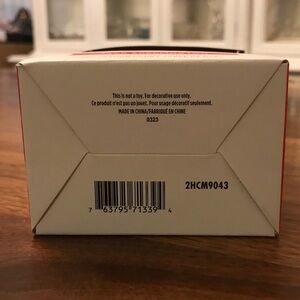 This is not a toy. For decorative use only.
Ce produit n'est pas un jouet. Pour usage décoratif seulement.
MADE IN CHINA/FABRIQUÉ EN CHINE
0323
2HCM9043
7 63795 71339 4